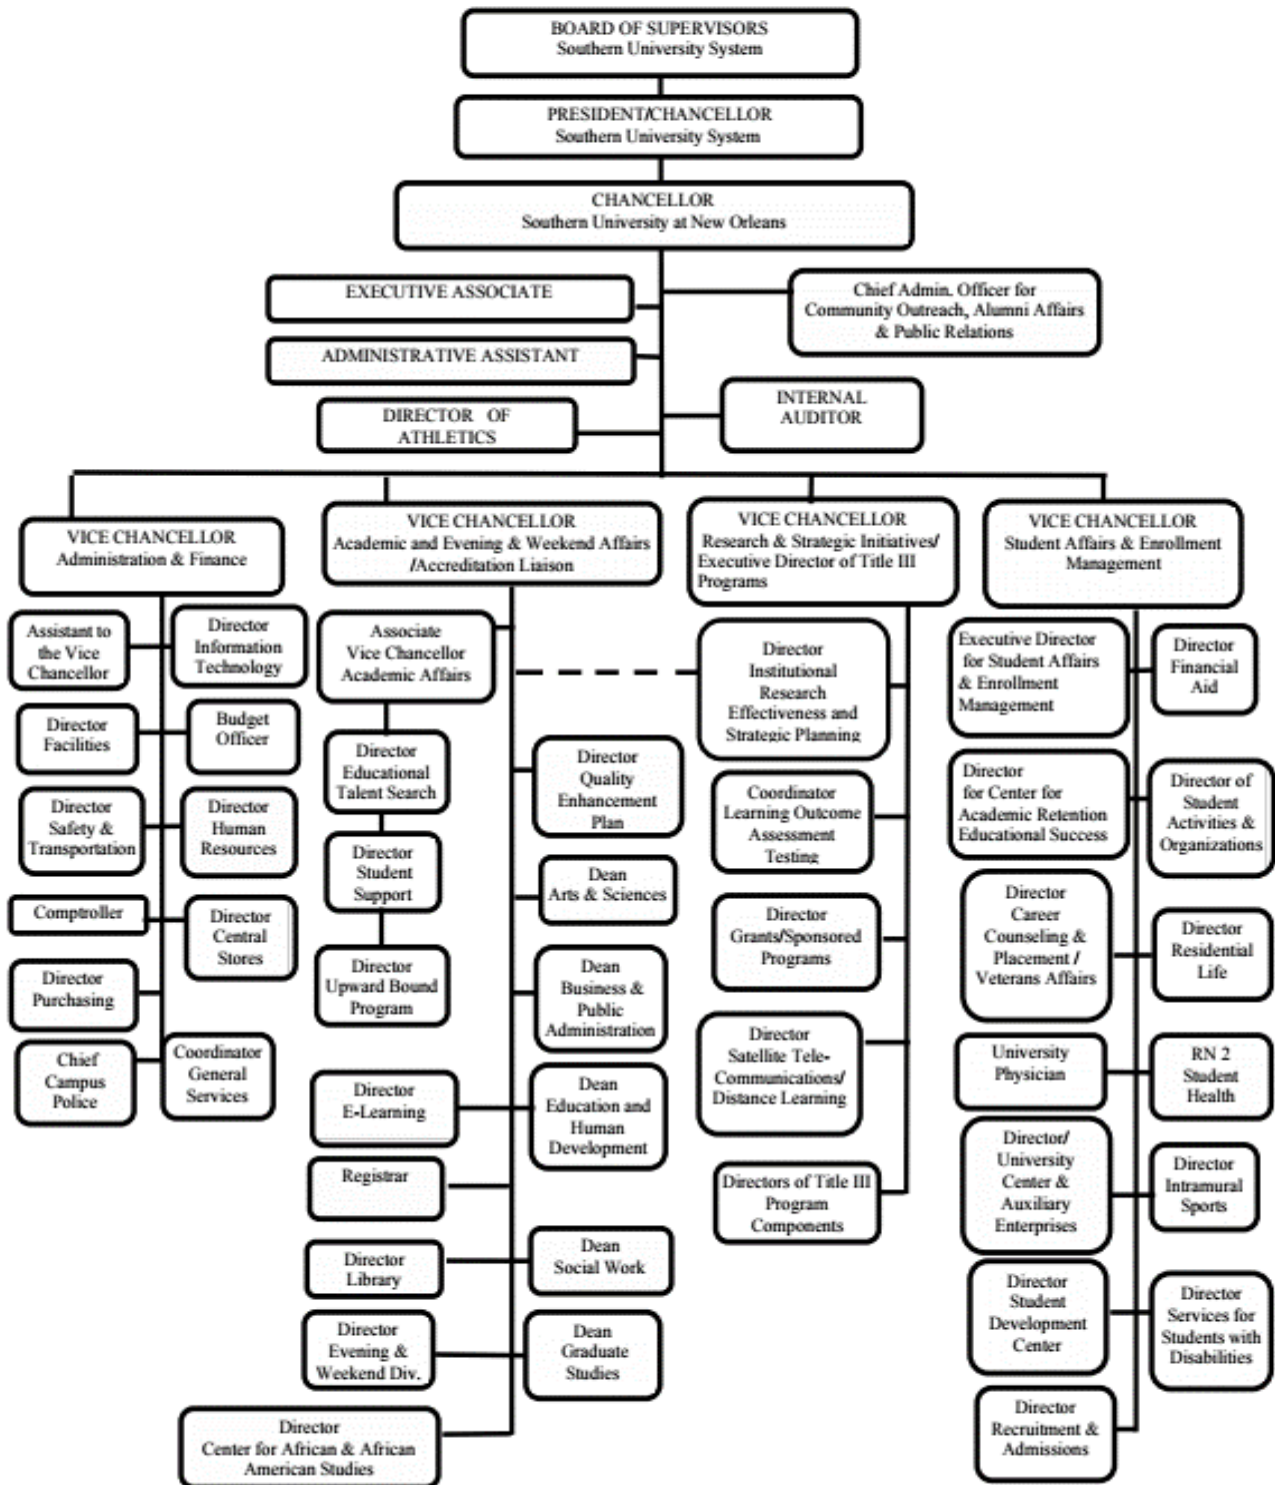 BOARD OF SUPERVISORS
Southern University System
PRESIDENT/CHANCELLOR
Southern University System
CHANCELLOR
Southern University at New Orleans
EXECUTIVE ASSOCIATE
Chief Admin. Officer for
Community Outreach, Alumni Affairs
& Public Relations
ADMINISTRATIVE ASSISTANT
DIRECTOR OF
ATHLETICS
INTERNAL
AUDITOR
VICE CHANCELLOR
Administration & Finance
Assistant to
the Vice
Chancellor
Director
Information
Technology
Director
Facilities
Budget
Officer
Director
Safety &
Transportation
Director
Human
Resources
Comptroller
Director
Central
Stores
Director
Purchasing
Chief
Campus
Police
Coordinator
General
Services
VICE CHANCELLOR
Academic and Evening & Weekend Affairs
/Accreditation Liaison
Associate
Vice Chancellor
Academic Affairs
Director
Educational
Talent Search
Director
Student
Support
Director
Upward Bound
Program
Director
Quality
Enhancement
Plan
Dean
Arts & Sciences
Dean
Business &
Public
Administration
Director
E-Learning
Dean
Education and
Human
Development
Registrar
Director
Library
Dean
Social Work
Director
Evening &
Weekend Div.
Dean
Graduate
Studies
Director
Center for African & African
American Studies
VICE CHANCELLOR
Research & Strategic Initiatives/
Executive Director of Title III
Programs
Director
Institutional
Research
Effectiveness and
Strategic Planning
Coordinator
Learning Outcome
Assessment
Testing
Director
Grants/Sponsored
Programs
Director
Satellite Tele-
Communications/
Distance Learning
Directors of Title III
Program
Components
VICE CHANCELLOR
Student Affairs & Enrollment
Management
Executive Director
for Student Affairs
& Enrollment
Management
Director
Financial
Aid
Director
for Center for
Academic Retention
Educational Success
Director of
Student
Activities &
Organizations
Director
Career
Counseling &
Placement /
Veterans Affairs
Director
Residential
Life
University
Physician
RN 2
Student
Health
Director/
University
Center &
Auxiliary
Enterprises
Director
Intramural
Sports
Director
Student
Development
Center
Director
Services for
Students with
Disabilities
Director
Recruitment &
Admissions